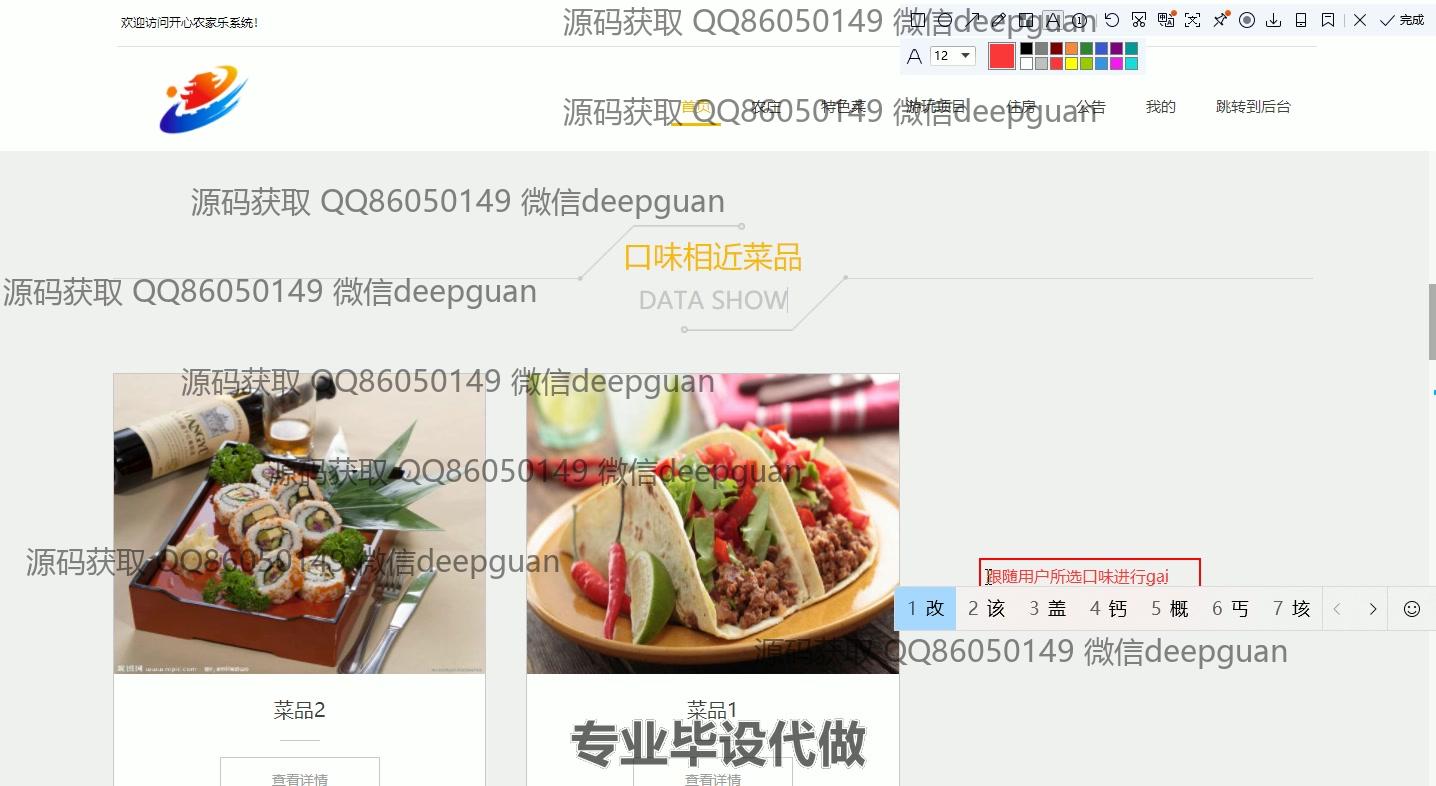 欢迎访问开心农家乐系统!
源码获取 QQ86050149 微信deepguan
完成
12
首页 农庄 特色菜 游玩项目 住房 公告 我的 跳转到后台
源码获取 QQ86050149 微信deepguan
源码获取 QQ86050149 微信deepguan
口味相近菜品
源码获取 QQ86050149 微信deepguan
DATA SHOW
源码获取 QQ86050149 微信deepguan
源码获取 QQ86050149 微信deepguan
源码获取 QQ86050149 微信deepguan
跟随用户所选口味进行gai
1 改 2 该 3 盖 4 钙 5 概 6 丐 7 垓
源码获取 QQ86050149 微信deepguan
菜品2
菜品1
专业毕设代做
查看详情
查看详情